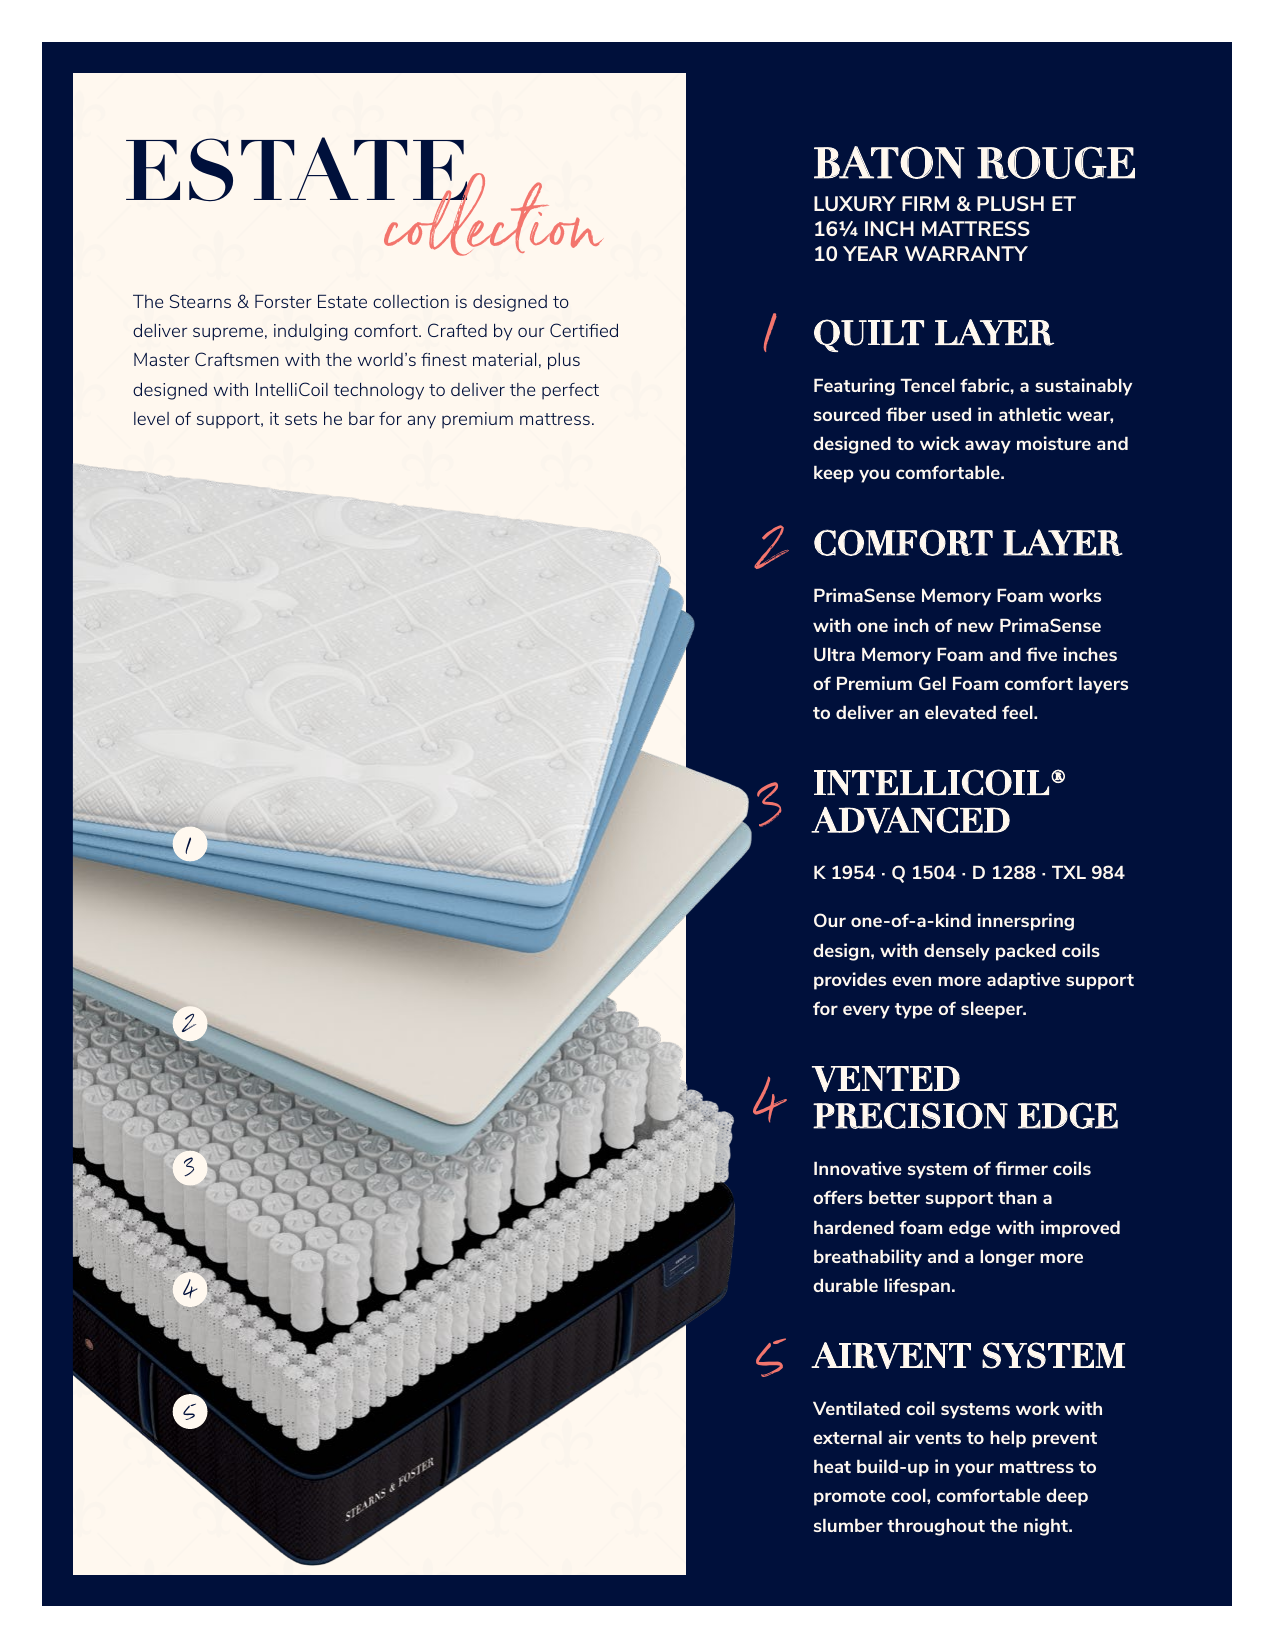 ESTATE
collection
The Stearns & Forster Estate collection is designed to
deliver supreme, indulging comfort. Crafted by our Certified
Master Craftsmen with the world's finest material, plus
designed with IntelliCoil technology to deliver the perfect
level of support, it sets he bar for any premium mattress.
1
2
3
4
5
STEARNS & FOSTER
BATON ROUGE
LUXURY FIRM & PLUSH ET
16¼ INCH MATTRESS
10 YEAR WARRANTY
1 QUILT LAYER
Featuring Tencel fabric, a sustainably
sourced fiber used in athletic wear,
designed to wick away moisture and
keep you comfortable.
2 COMFORT LAYER
PrimaSense Memory Foam works
with one inch of new PrimaSense
Ultra Memory Foam and five inches
of Premium Gel Foam comfort layers
to deliver an elevated feel.
3 INTELLICOIL®
ADVANCED
K 1954 · Q 1504 · D 1288 · TXL 984
Our one-of-a-kind innerspring
design, with densely packed coils
provides even more adaptive support
for every type of sleeper.
4 VENTED
PRECISION EDGE
Innovative system of firmer coils
offers better support than a
hardened foam edge with improved
breathability and a longer more
durable lifespan.
5 AIRVENT SYSTEM
Ventilated coil systems work with
external air vents to help prevent
heat build-up in your mattress to
promote cool, comfortable deep
slumber throughout the night.